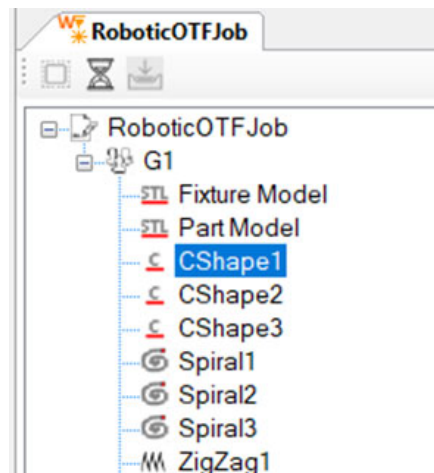 RoboticOTFJob
RoboticOTFJob
G1
STL Fixture Model
STL Part Model
C CShape1
C CShape2
C CShape3
Spiral1
Spiral2
Spiral3
ZigZag1